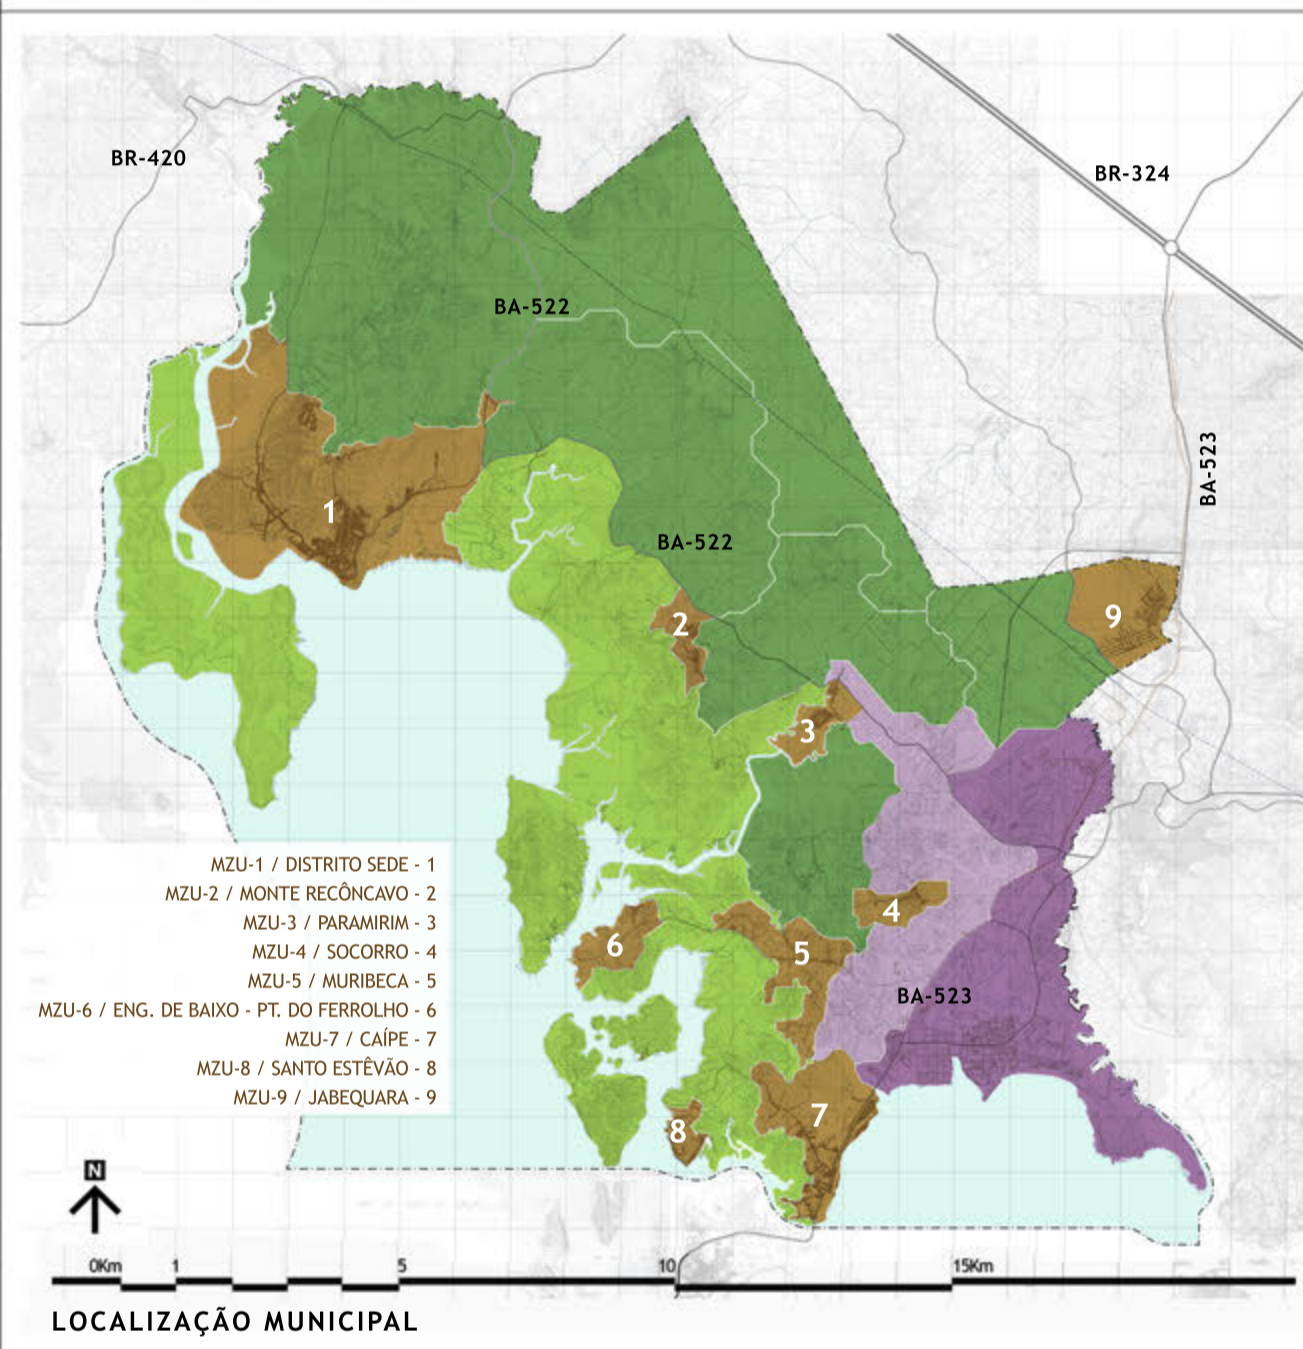 BR-420
BR-324
BA-522
BA-523
1
BA-522
2
9
3
MZU-1 / DISTRITO SEDE - 1
MZU-2 / MONTE RECÔNCAVO - 2
MZU-3 / PARAMIRIM - 3
MZU-4 / SOCORRO - 4
MZU-5 / MURIBECA - 5
MZU-6 / ENG. DE BAIXO - PT. DO FERROLHO - 6
MZU-7 / CAÍPE - 7
MZU-8 / SANTO ESTÊVÃO - 8
MZU-9 / JABEQUARA - 9
4
6
5
BA-523
7
8
N
0Km 1 5 10 15Km
LOCALIZAÇÃO MUNICIPAL